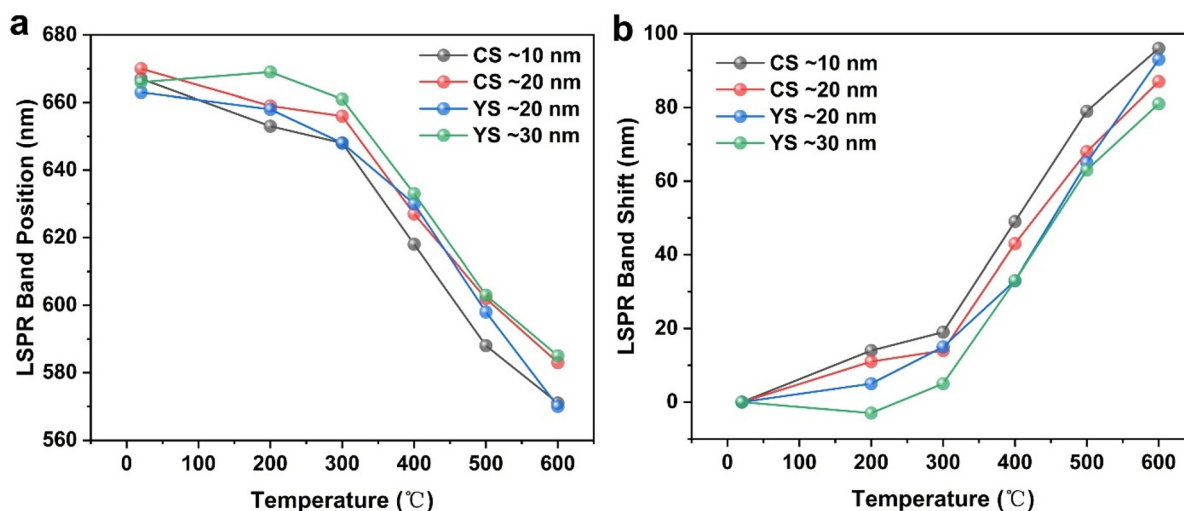 a
680
660
640
620
600
580
560
LSPR Band Position (nm)
CS ~10 nm
CS ~20 nm
YS ~20 nm
YS ~30 nm
0 100 200 300 400 500 600
Temperature (℃)
b
100
80
60
40
20
0
LSPR Band Shift (nm)
CS ~10 nm
CS ~20 nm
YS ~20 nm
YS ~30 nm
0 100 200 300 400 500 600
Temperature (℃)